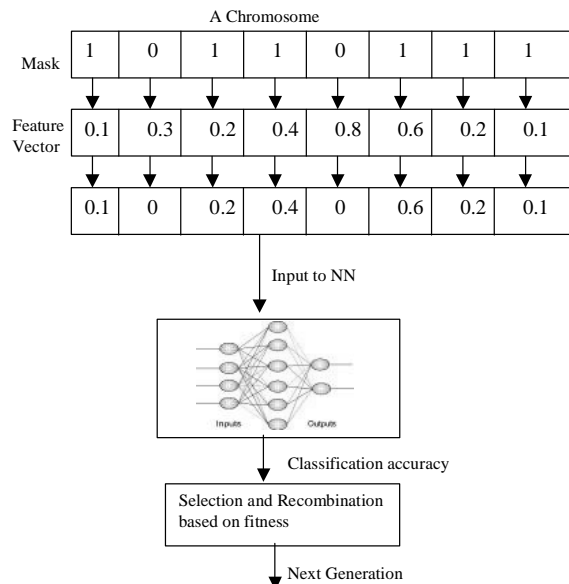 A Chromosome
Mask
1 0 1 1 0 1 1 1
Feature
Vector
0.1 0.3 0.2 0.4 0.8 0.6 0.2 0.1
0.1 0 0.2 0.4 0 0.6 0.2 0.1
Input to NN
Inputs Outputs
Classification accuracy
Selection and Recombination
based on fitness
Next Generation